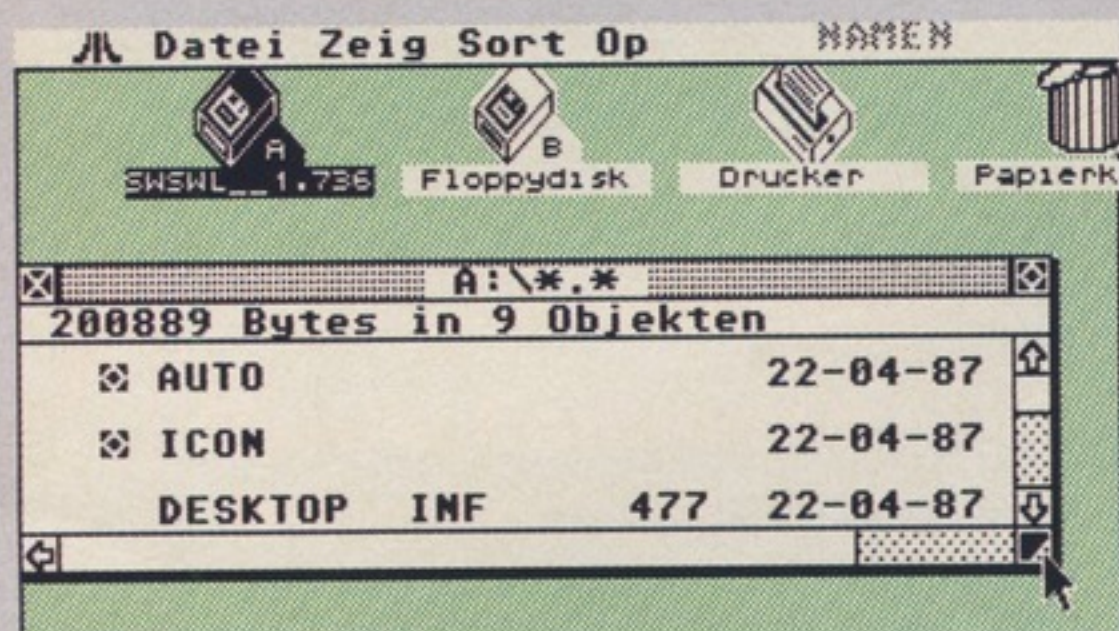 Datei Zeig Sort Op NAMEN
A B
SWSWL__1.736 Floppydisk Drucker Papierk
A:\*.*
200889 Bytes in 9 Objekten
AUTO 22-04-87
ICON 22-04-87
DESKTOP INF 477 22-04-87